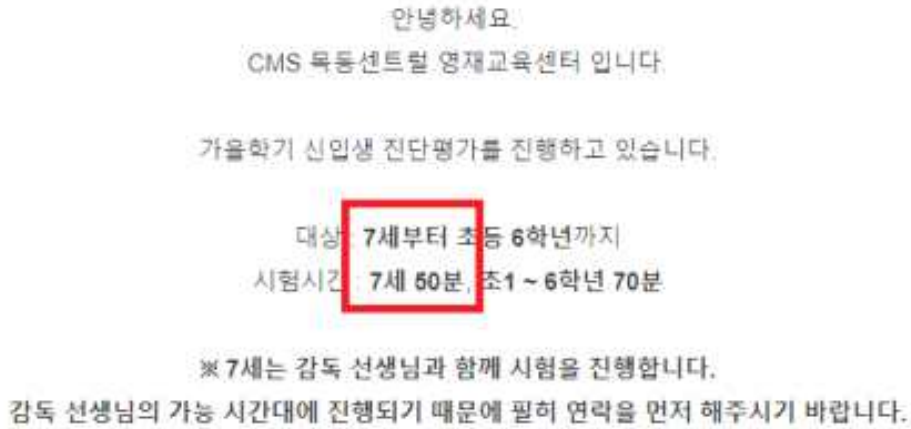 안녕하세요.
CMS 목동센트럴 영재교육센터 입니다.
가을학기 신입생 진단평가를 진행하고 있습니다.
대상 : 7세부터 초등 6학년까지
시험시간 : 7세 50분, 초1 ~ 6학년 70분
※ 7세는 감독 선생님과 함께 시험을 진행합니다.
감독 선생님의 가능 시간대에 진행되기 때문에 필히 연락을 먼저 해주시기 바랍니다.